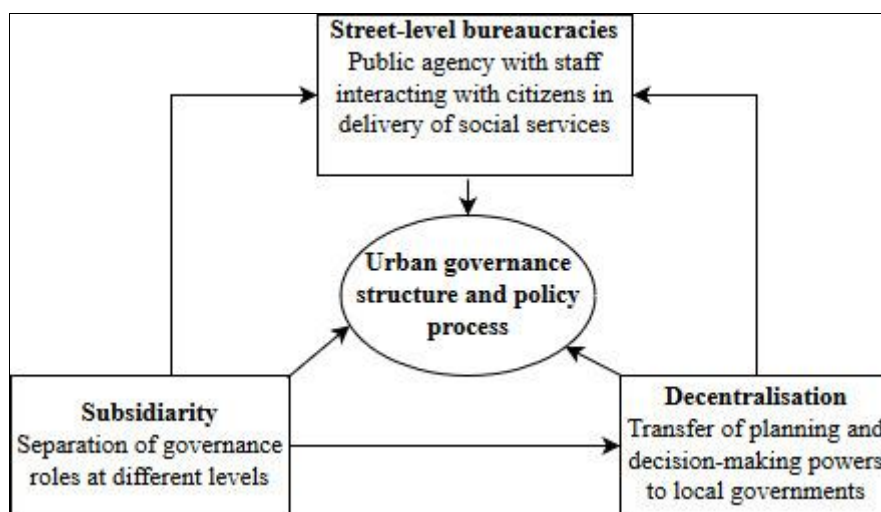 Street-level bureaucracies
Public agency with staff
interacting with citizens in
delivery of social services
Urban governance
structure and policy
process
Subsidiarity
Separation of governance
roles at different levels
Decentralisation
Transfer of planning and
decision-making powers
to local governments